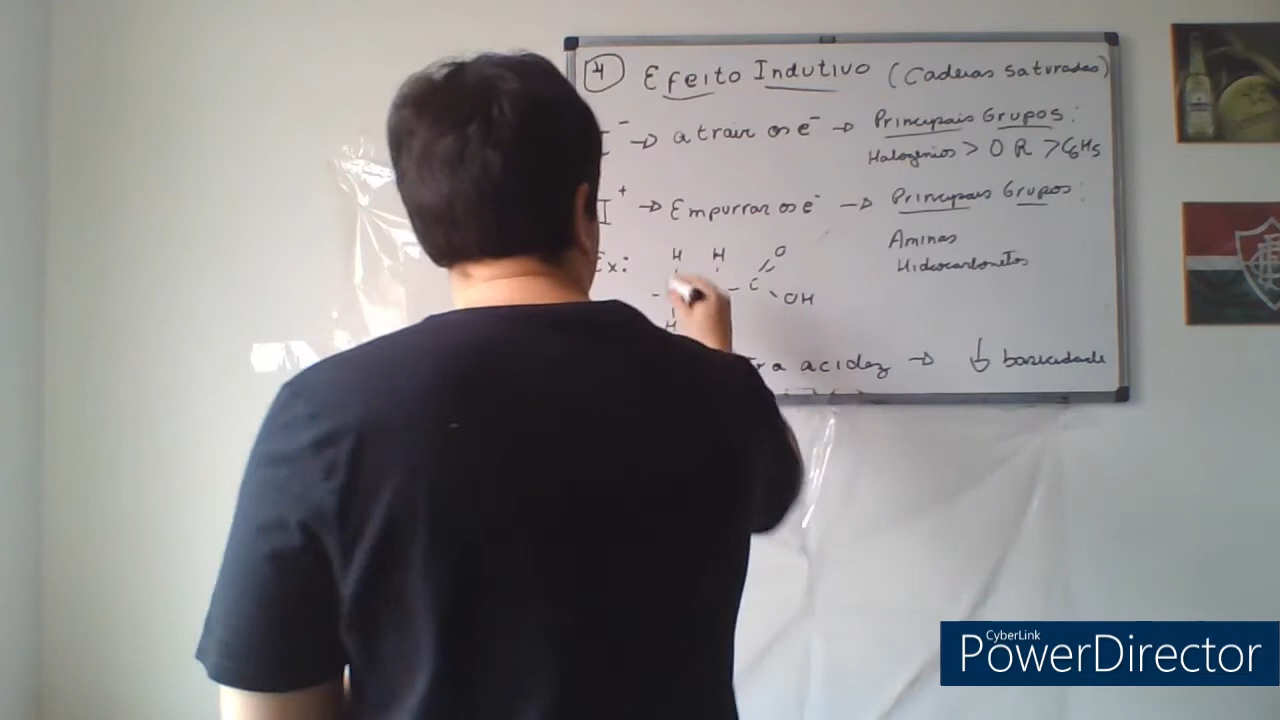 4 Efeito Indutivo (Cadeias Saturadas)
I⁻ → atrair os e⁻ → Principais Grupos:
Halogênios > OR > C6H5
I⁺ → Empurrar os e⁻ → Principais Grupos:
Aminas
Hidrocarbonetos
Ex:
H H O
C
OH
H
tra acidez → ↓ basicidade
CyberLink
PowerDirector